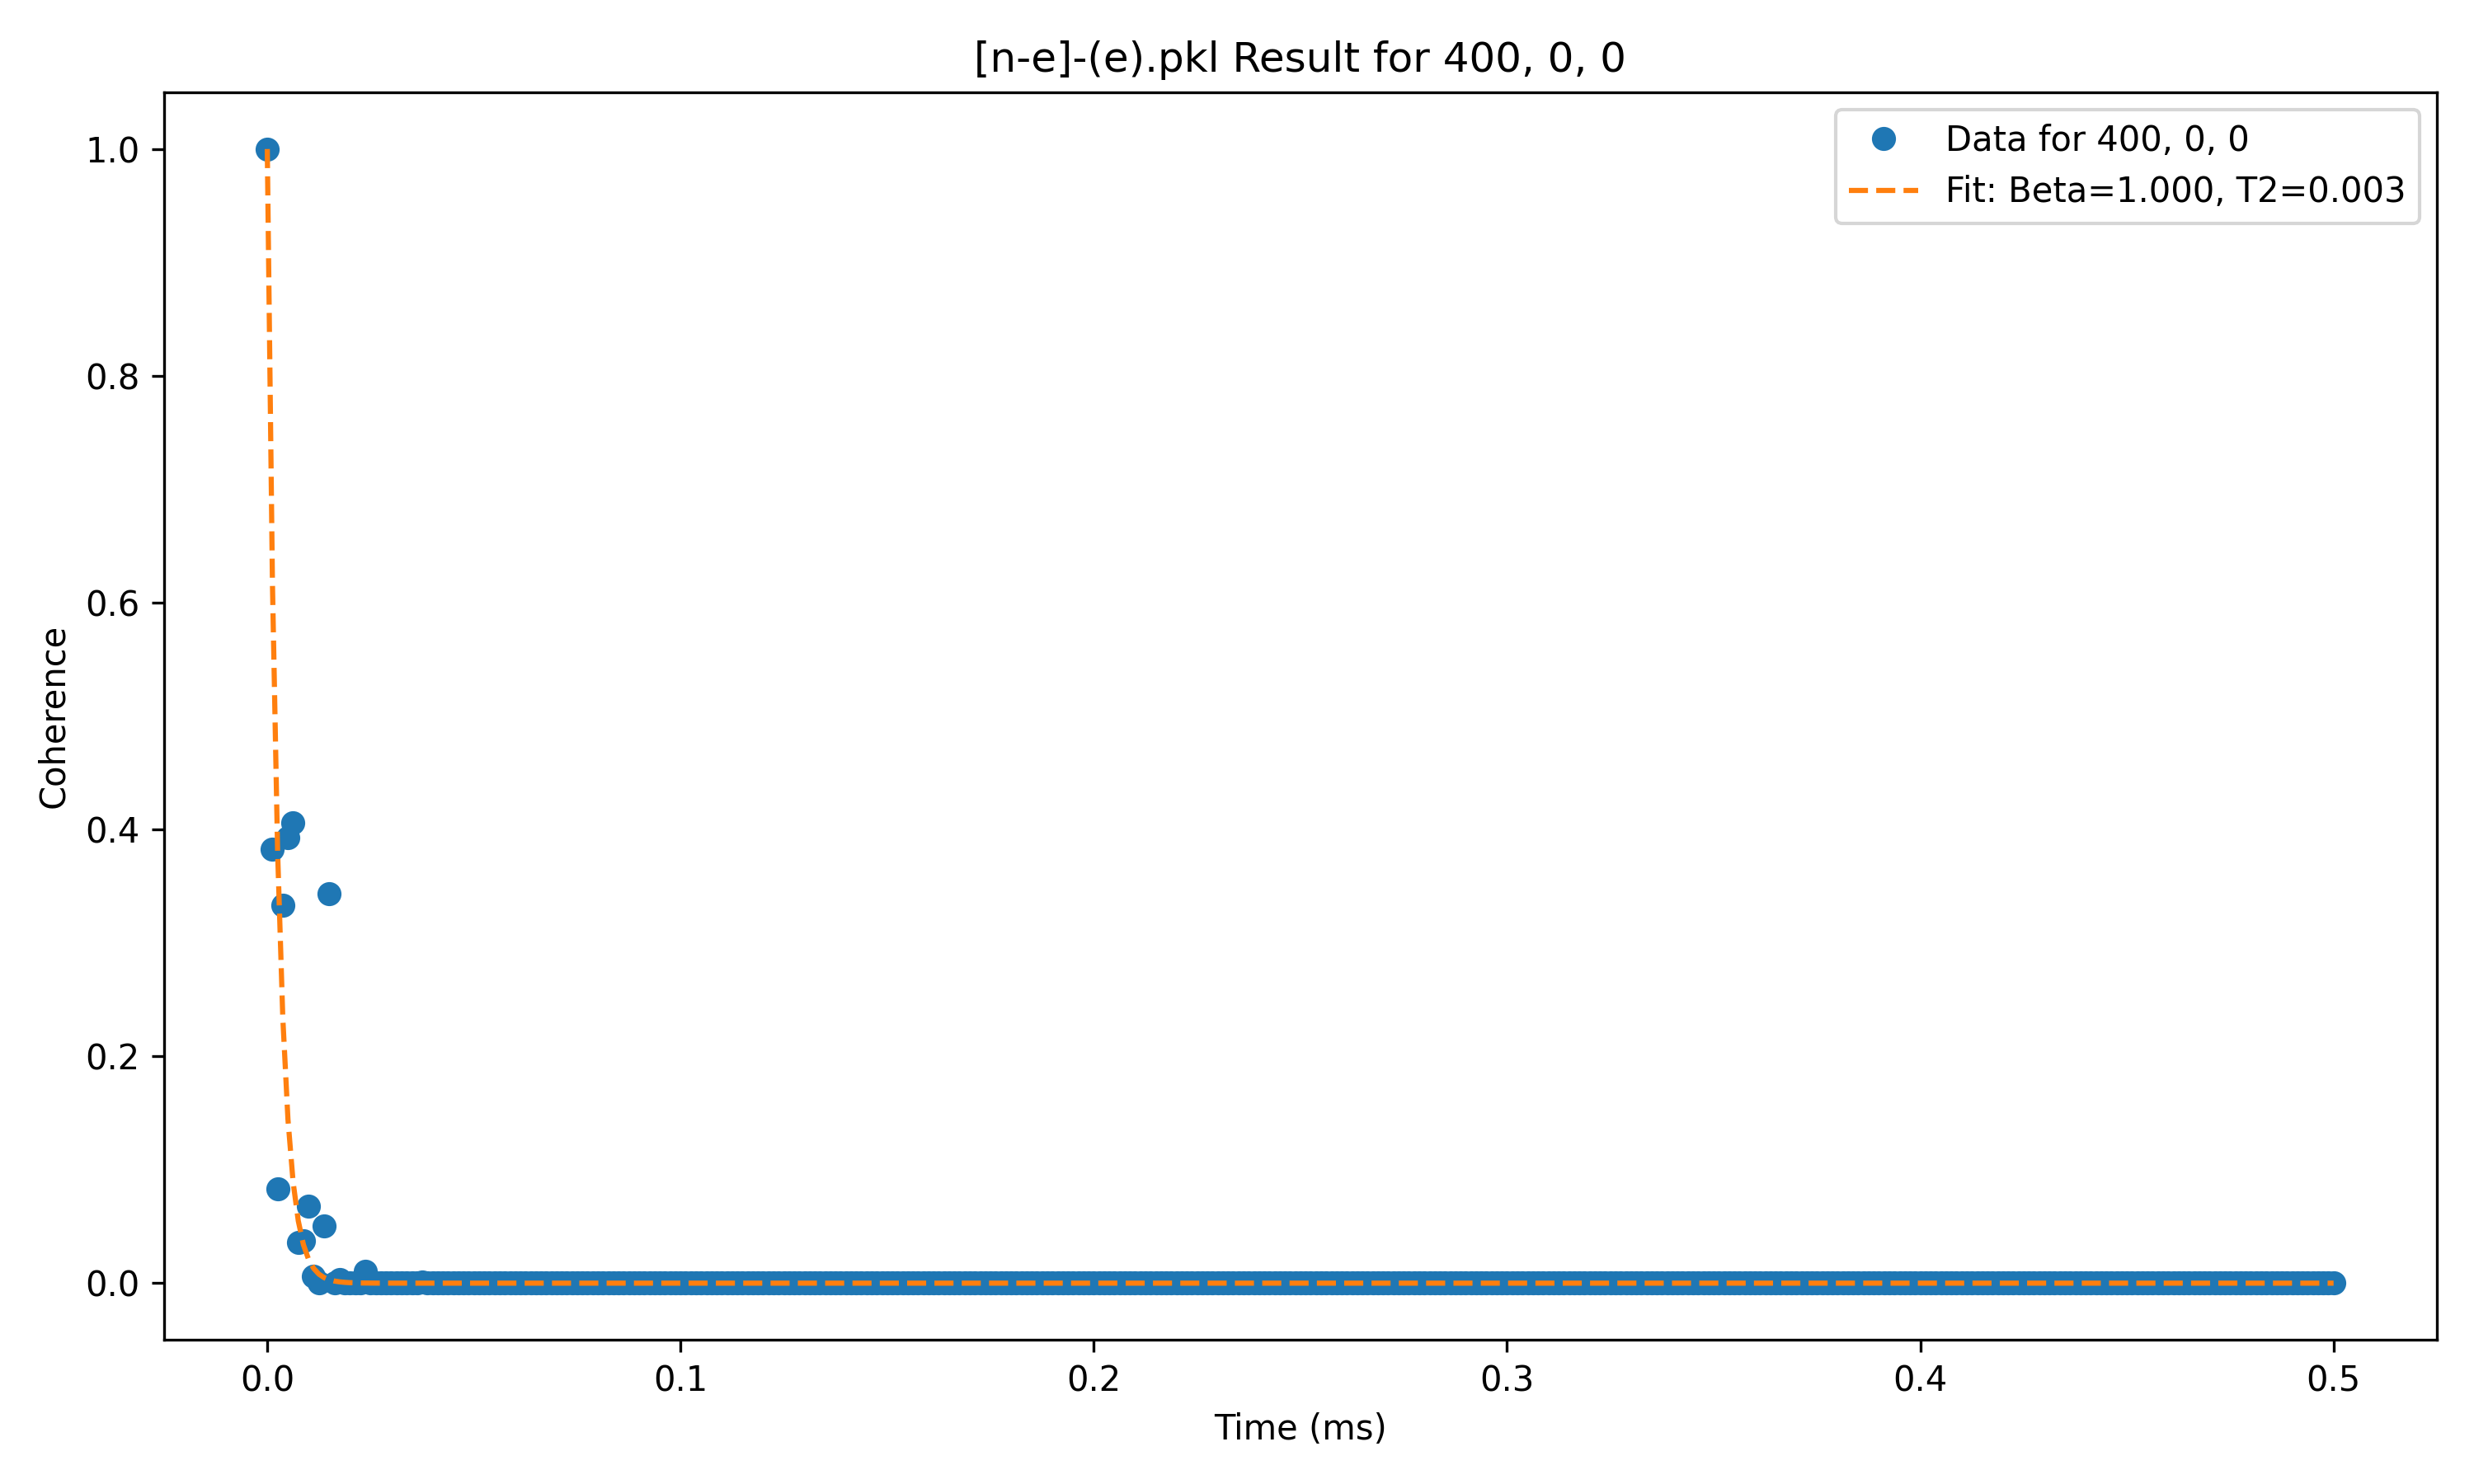 [n-e]-(e).pkl Result for 400, 0, 0
Data for 400, 0, 0
Fit: Beta=1.000, T2=0.003
Coherence
1.0
0.8
0.6
0.4
0.2
0.0
0.0 0.1 0.2 0.3 0.4 0.5
Time (ms)